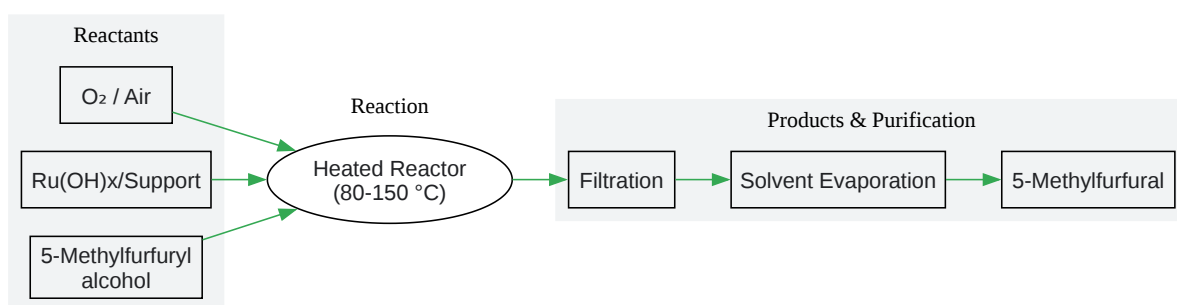 Reactants
O₂ / Air
Ru(OH)x/Support
5-Methylfurfuryl
alcohol
Reaction
Heated Reactor
(80-150 °C)
Products & Purification
Filtration
Solvent Evaporation
5-Methylfurfural